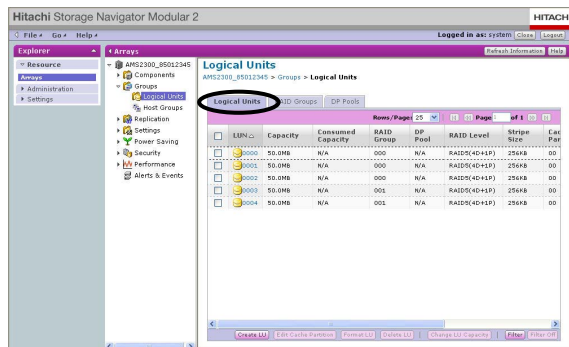 Hitachi Storage Navigator Modular 2
HITACH
File Go Help
Logged in as: system Close Logout
Explorer
Arrays
Refresh Information Help
Resource
Arrays
Administration
Settings
AMS2300_85012345
Components
Groups
Logical Units
Host Groups
Replication
Settings
Power Saving
Security
Performance
Alerts & Events
Logical Units
AMS2300_85012345 > Groups > Logical Units
Logical Units RAID Groups DP Pools
Rows/Page: 25 Page 1 of 1
LUN Capacity Consumed Capacity RAID Group DP Pool RAID Level Stripe Size Cac Par
0000 50.0MB N/A 000 N/A RAID5(4D+1P) 256KB 00
0001 50.0MB N/A 000 N/A RAID5(4D+1P) 256KB 00
0002 50.0MB N/A 000 N/A RAID5(4D+1P) 256KB 00
0003 50.0MB N/A 001 N/A RAID5(4D+1P) 256KB 00
0004 50.0MB N/A 001 N/A RAID5(4D+1P) 256KB 00
Create LU Edit Cache Partition Format LU Delete LU Change LU Capacity Filter Filter Off